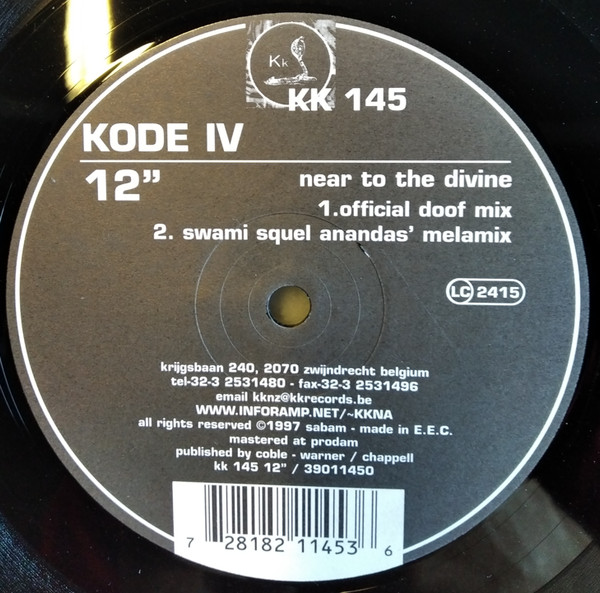 Kk
KK 145
KODE IV
12”
near to the divine
1.official doof mix
2. swami squel anandas' melamix
LC 2415
krijgsbaan 240, 2070 zwijndrecht belgium
tel-32-3 2531480 - fax-32-3 2531496
email kknz@kkrecords.be
WWW.INFORAMP.NET/~KKNA
all rights reserved ©1997 sabam - made in E.E.C.
mastered at prodam
published by coble - warner / chappell
kk 145 12" / 39011450
7 28182 11453 6